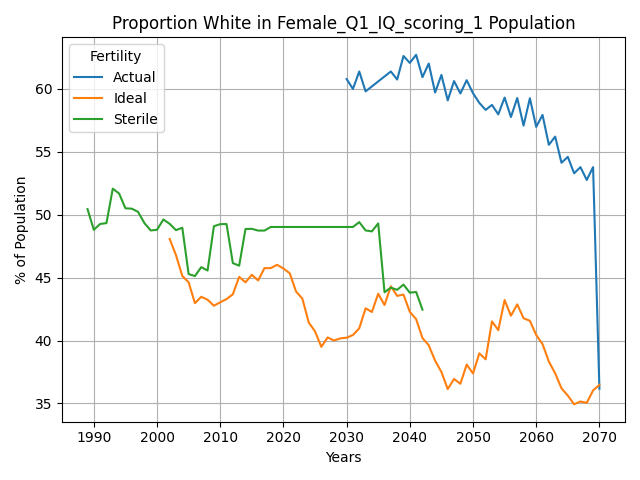 Proportion White in Female_Q1_IQ_scoring_1 Population
Fertility
Actual
Ideal
Sterile
% of Population
60
55
50
45
40
35
1990 2000 2010 2020 2030 2040 2050 2060 2070
Years